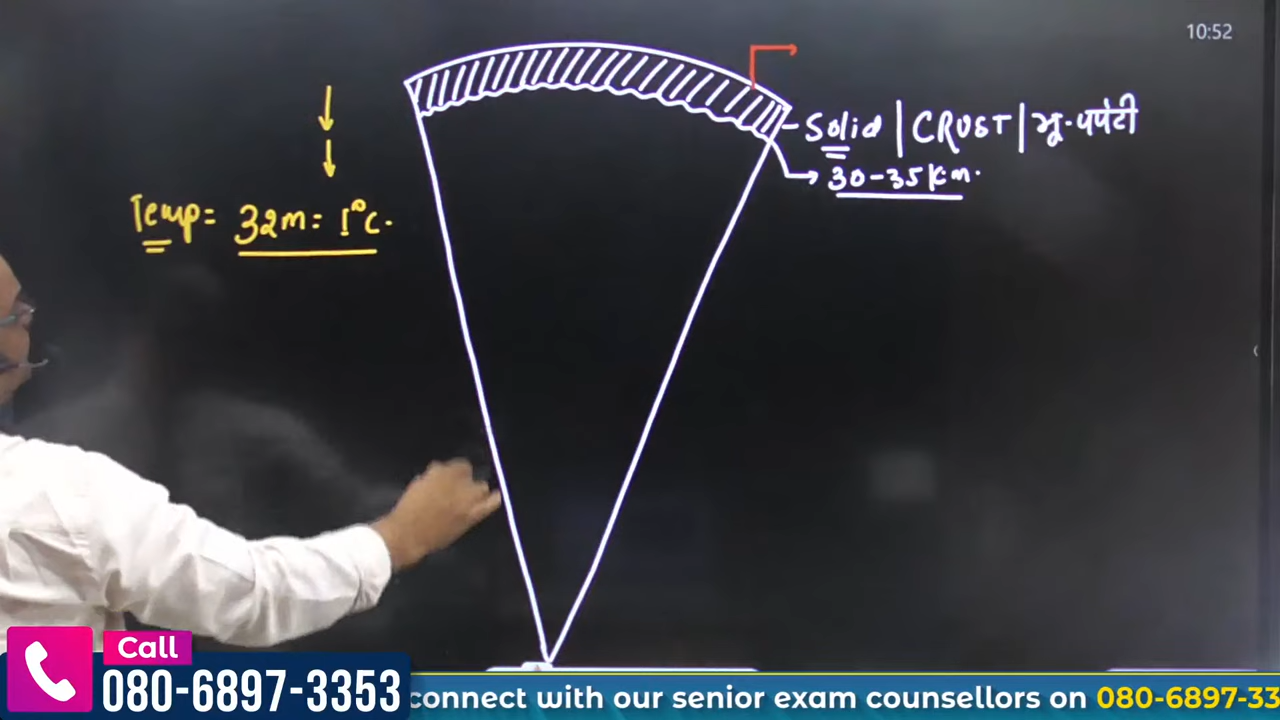 10:52
Solid | CRUST | भू-पर्पटी
30-35 km.
Temp = 32m = 1°C.
Call
080-6897-3353
connect with our senior exam counsellors on 080-6897-33